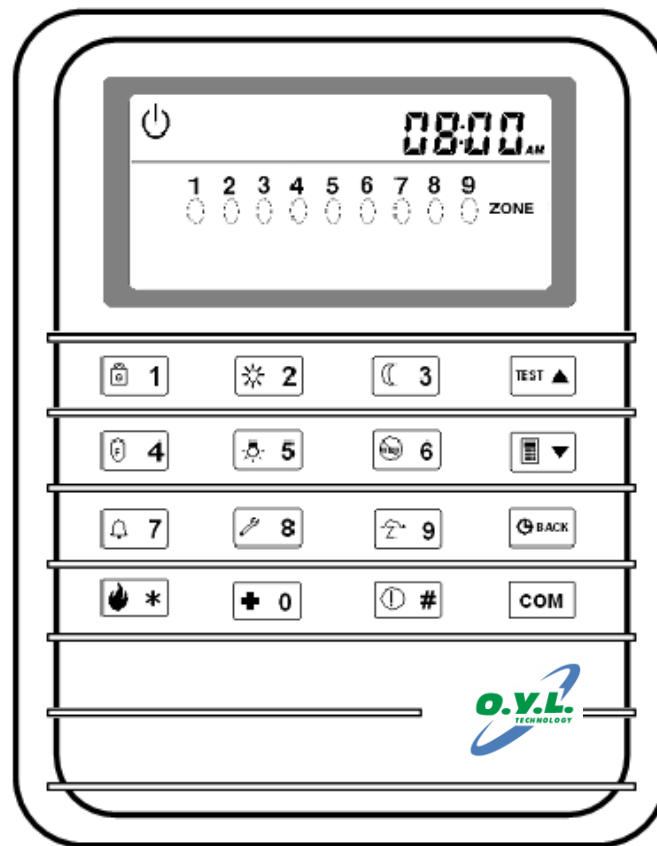 08:00 AM
1 2 3 4 5 6 7 8 9 ZONE
1 2 3 TEST ▲
F 4 5 6 ▼
7 8 9 BACK
* 0 # COM
O.Y.L.
TECHNOLOGY